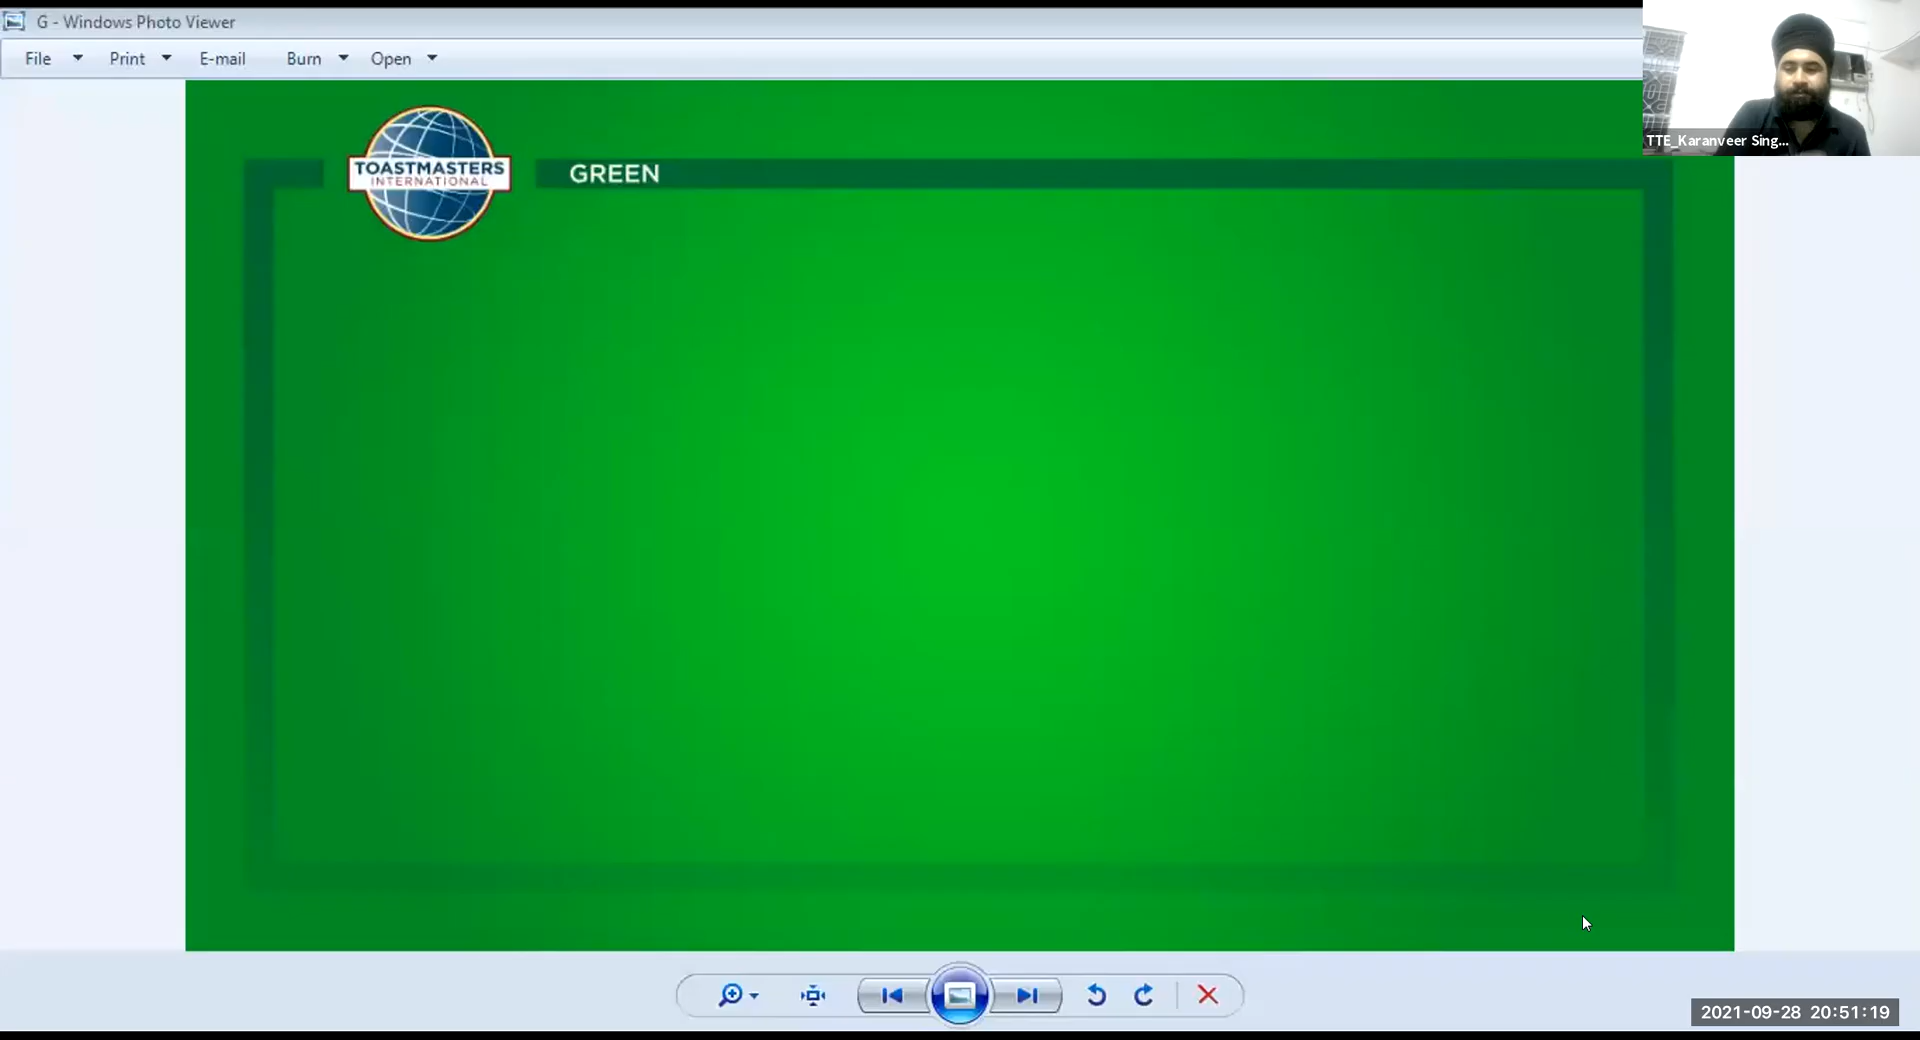 G - Windows Photo Viewer
File Print E-mail Burn Open
TTE_Karanveer Sing...
TOASTMASTERS
INTERNATIONAL
GREEN
2021-09-28 20:51:19